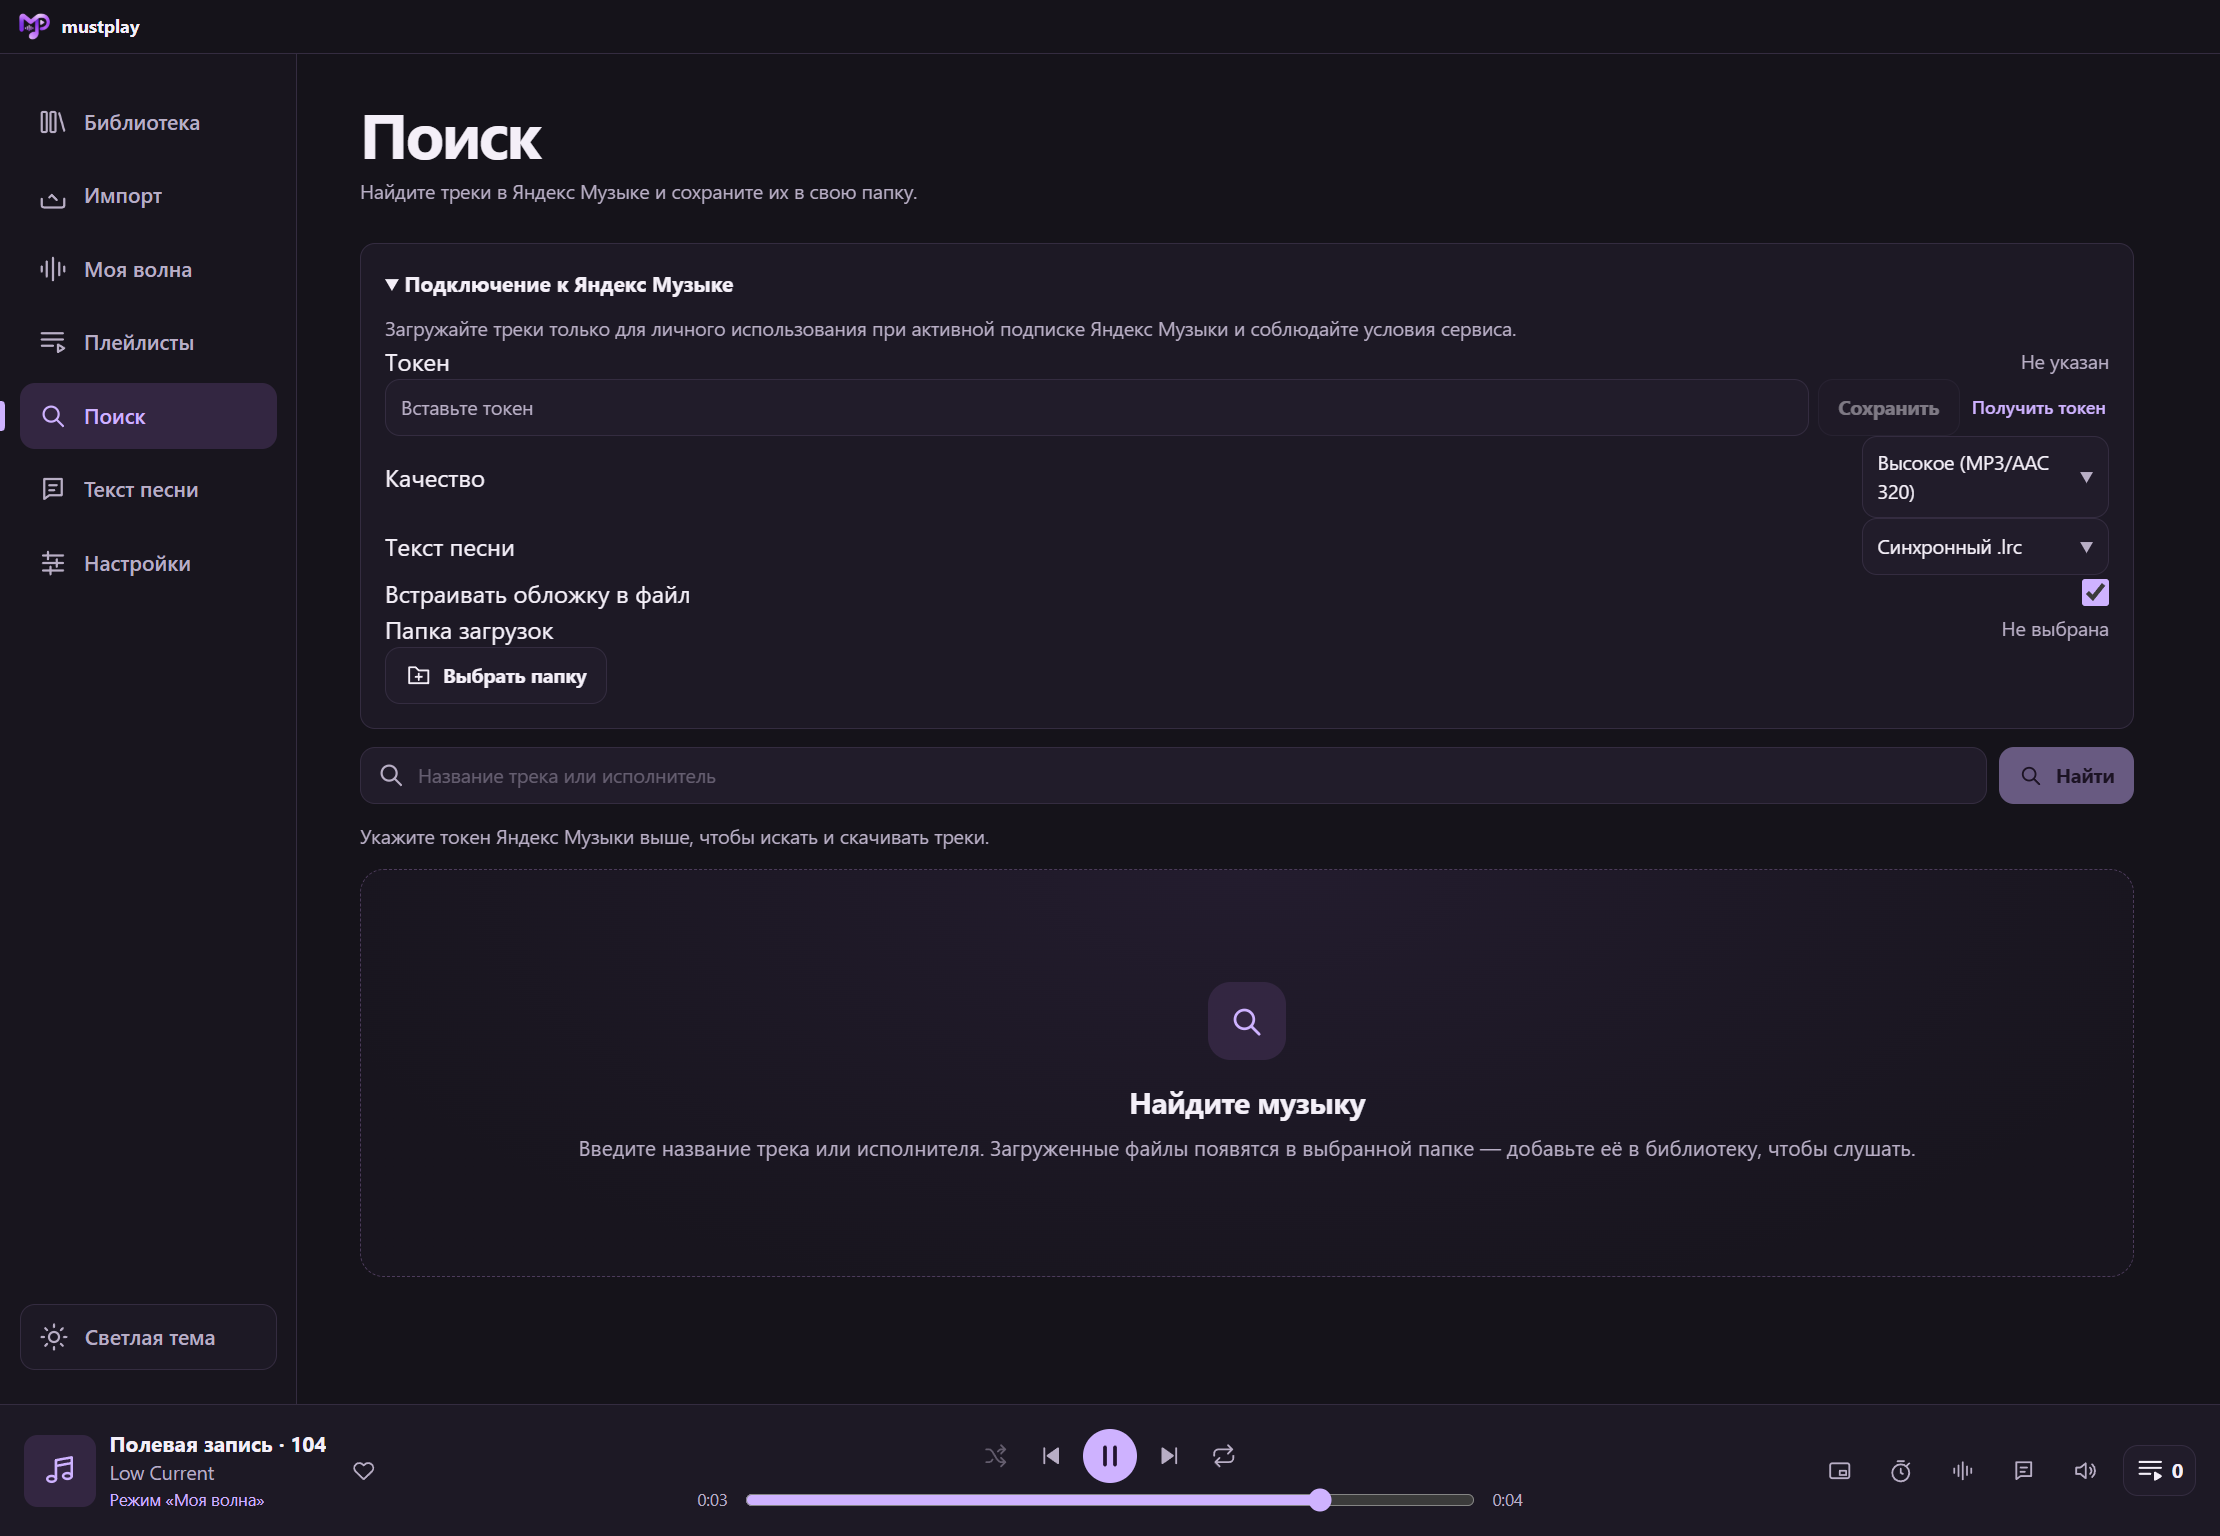 mustplay
Библиотека
Импорт
Моя волна
Плейлисты
Поиск
Текст песни
Настройки
Светлая тема
Поиск
Найдите треки в Яндекс Музыке и сохраните их в свою папку.
Подключение к Яндекс Музыке
Загружайте треки только для личного использования при активной подписке Яндекс Музыки и соблюдайте условия сервиса.
Токен
Не указан
Вставьте токен
Сохранить
Получить токен
Качество
Высокое (MP3/AAC
320)
Текст песни
Синхронный .lrc
Встраивать обложку в файл
Папка загрузок
Не выбрана
Выбрать папку
Название трека или исполнитель
Найти
Укажите токен Яндекс Музыки выше, чтобы искать и скачивать треки.
Найдите музыку
Введите название трека или исполнителя. Загруженные файлы появятся в выбранной папке — добавьте её в библиотеку, чтобы слушать.
Полевая запись · 104
Low Current
Режим «Моя волна»
0:03
0:04
0